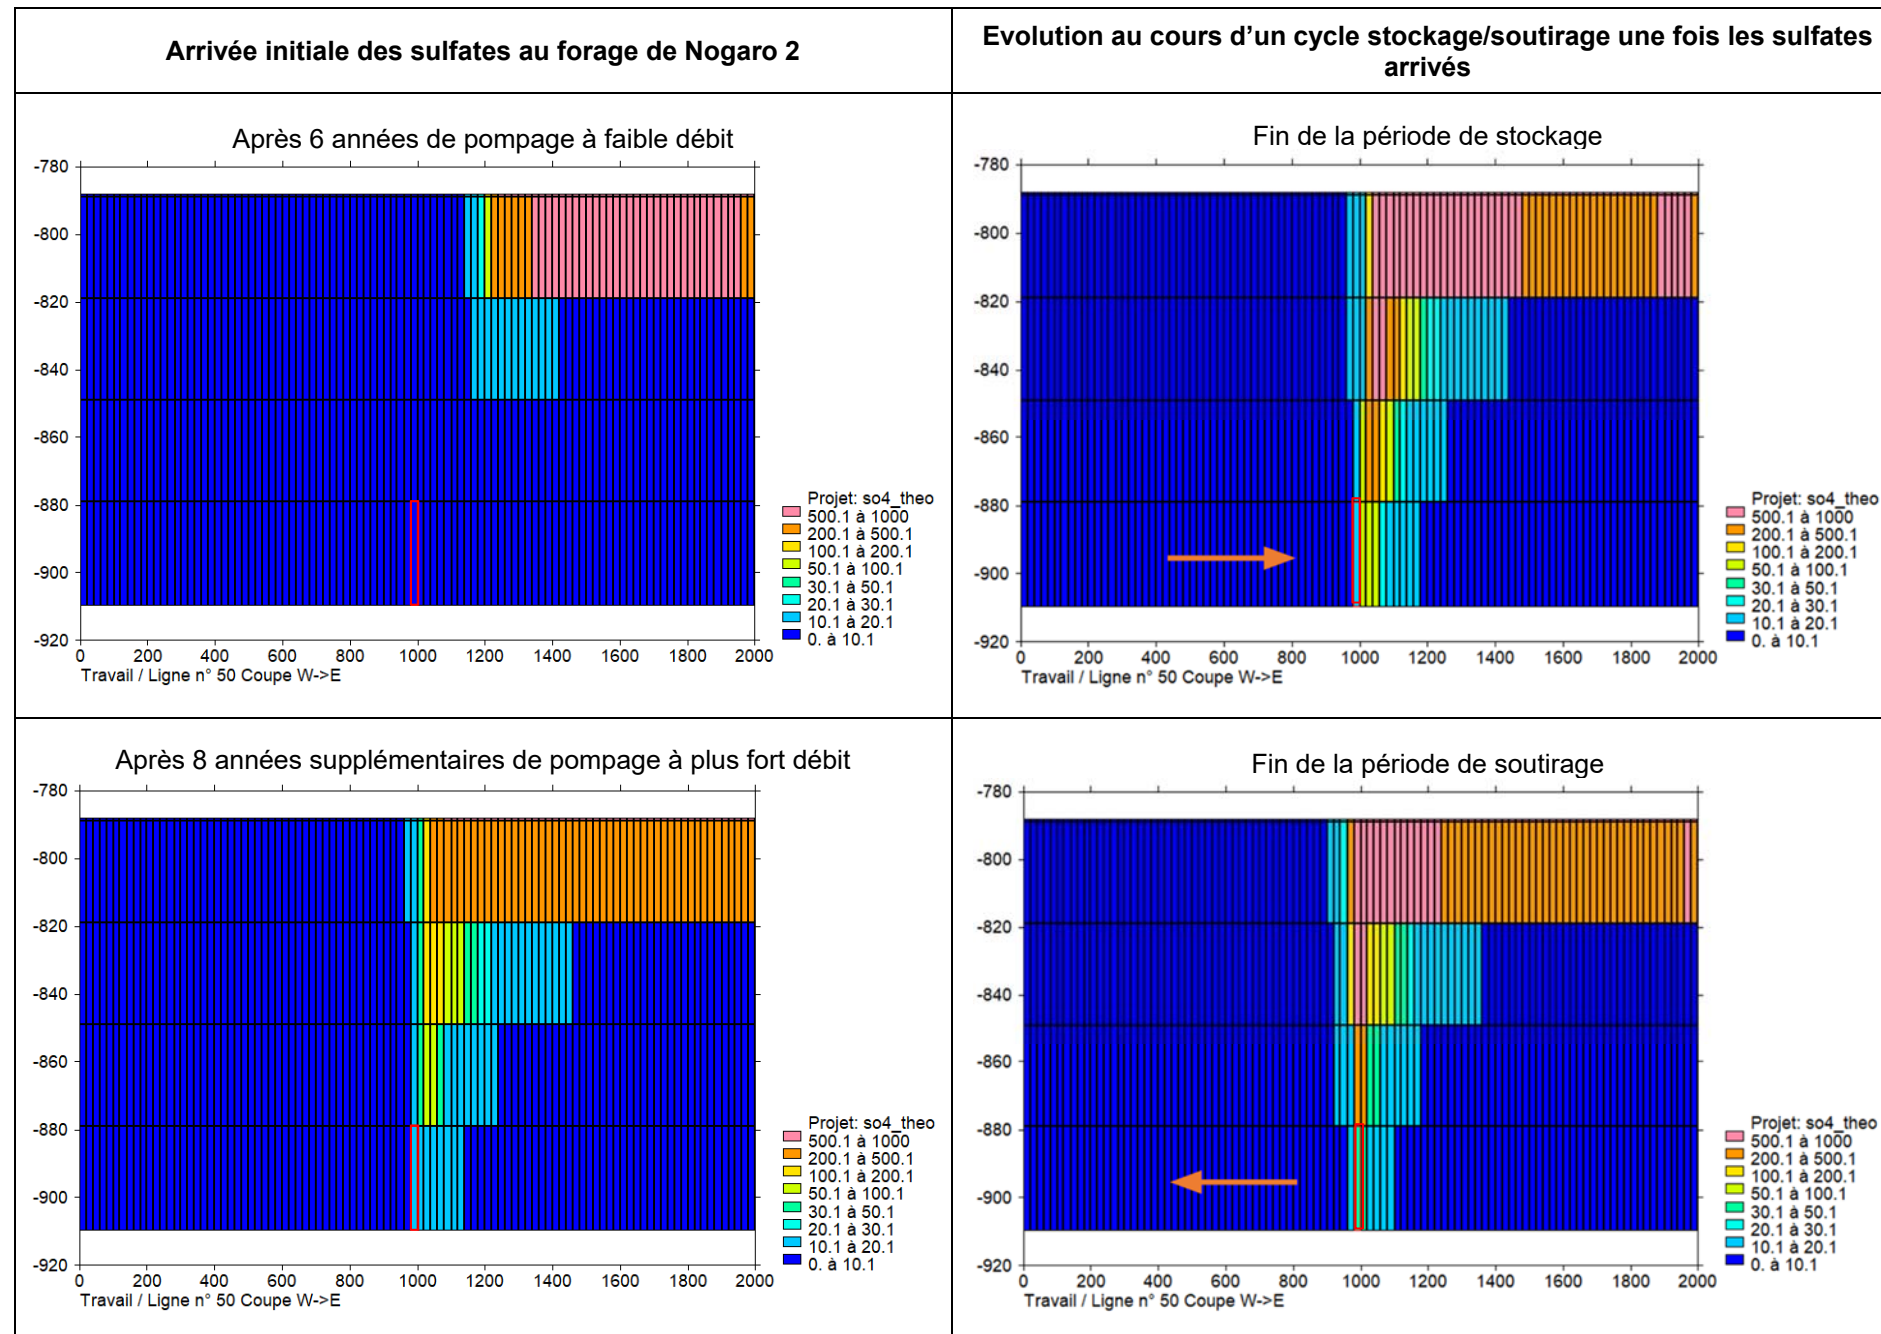 Arrivée initiale des sulfates au forage de Nogaro 2
Evolution au cours d'un cycle stockage/soutirage une fois les sulfates
arrivés
Après 6 années de pompage à faible débit
-780
-800
-820
-840
-860
-880
-900
-920
0 200 400 600 800 1000 1200 1400 1600 1800 2000
Travail / Ligne n° 50 Coupe W->E
Projet: so4_theo
500.1 à 1000
200.1 à 500.1
100.1 à 200.1
50.1 à 100.1
30.1 à 50.1
20.1 à 30.1
10.1 à 20.1
0. à 10.1
Fin de la période de stockage
-780
-800
-820
-840
-860
-880
-900
-920
0 200 400 600 800 1000 1200 1400 1600 1800 2000
Travail / Ligne n° 50 Coupe W->E
Projet: so4_theo
500.1 à 1000
200.1 à 500.1
100.1 à 200.1
50.1 à 100.1
30.1 à 50.1
20.1 à 30.1
10.1 à 20.1
0. à 10.1
Après 8 années supplémentaires de pompage à plus fort débit
-780
-800
-820
-840
-860
-880
-900
-920
0 200 400 600 800 1000 1200 1400 1600 1800 2000
Travail / Ligne n° 50 Coupe W->E
Projet: so4_theo
500.1 à 1000
200.1 à 500.1
100.1 à 200.1
50.1 à 100.1
30.1 à 50.1
20.1 à 30.1
10.1 à 20.1
0. à 10.1
Fin de la période de soutirage
-780
-800
-820
-840
-860
-880
-900
-920
0 200 400 600 800 1000 1200 1400 1600 1800 2000
Travail / Ligne n° 50 Coupe W->E
Projet: so4_theo
500.1 à 1000
200.1 à 500.1
100.1 à 200.1
50.1 à 100.1
30.1 à 50.1
20.1 à 30.1
10.1 à 20.1
0. à 10.1